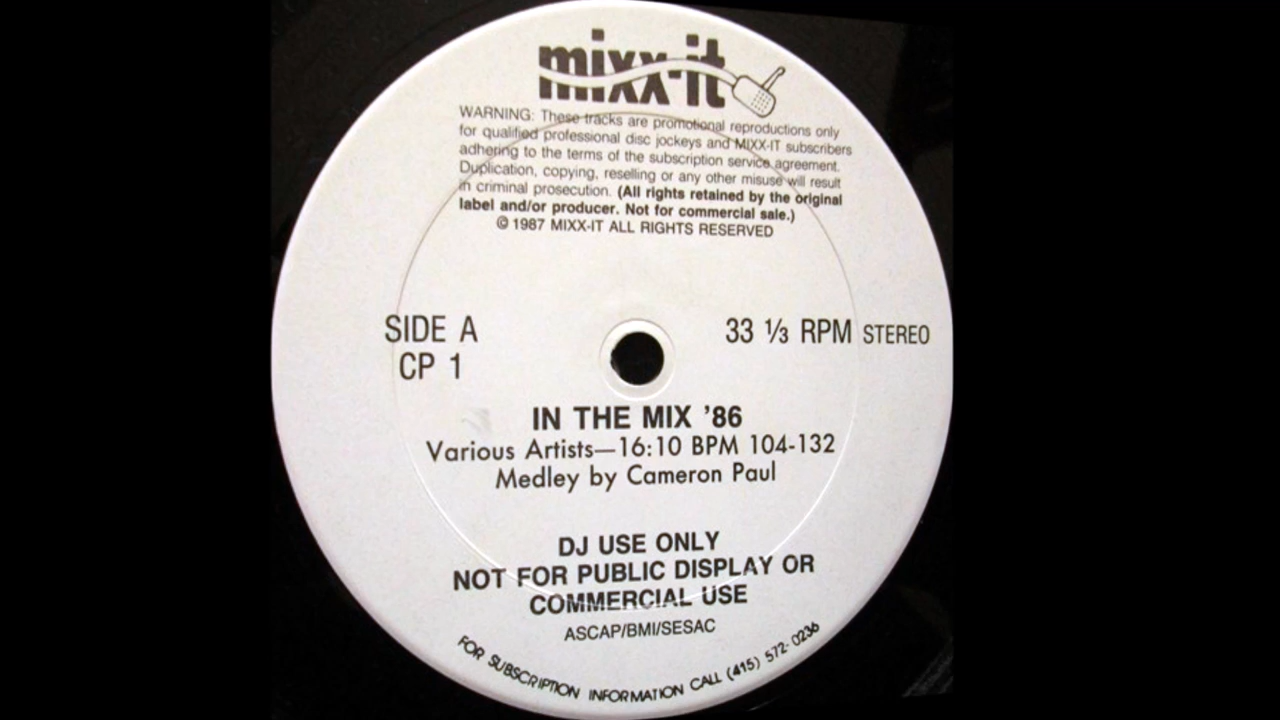 mixx-it
WARNING: These tracks are promotional reproductions only
for qualified professional disc jockeys and MIXX-IT subscribers
adhering to the terms of the subscription service agreement.
Duplication, copying, reselling or any other misuse will result
in criminal prosecution. (All rights retained by the original
label and/or producer. Not for commercial sale.)
© 1987 MIXX-IT ALL RIGHTS RESERVED
SIDE A
CP 1
33 ⅓ RPM STEREO
IN THE MIX ’86
Various Artists—16:10 BPM 104-132
Medley by Cameron Paul
DJ USE ONLY
NOT FOR PUBLIC DISPLAY OR
COMMERCIAL USE
ASCAP/BMI/SESAC
FOR SUBSCRIPTION INFORMATION CALL (415) 572-0236